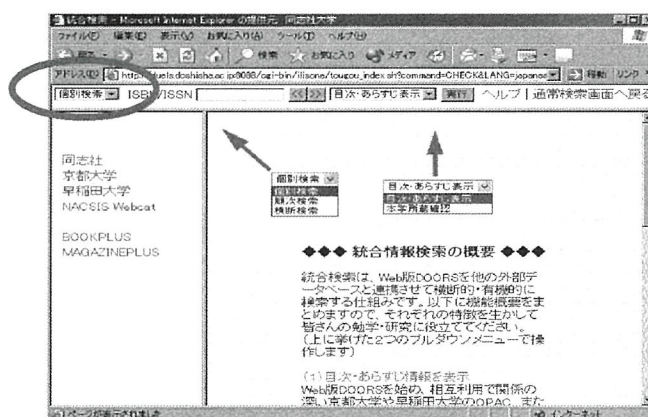 統合検索 - Microsoft Internet Explorer の提供元 同志社大学
ファイル(F) 編集(E) 表示(V) お気に入り(A) ツール(T) ヘルプ(H)
戻る 検索 お気に入り メディア
アドレス(D) 移動 リンク
個別検索 ISBN/ISSN << >> 目次・あらすじ表示 実行 ヘルプ | 通常検索画面へ戻る
同志社
京都大学
早稲田大学
NACSIS Webcat
BOOKPLUS
MAGAZINEPLUS
個別検索
個別検索
順次検索
横断検索
目次・あらすじ表示
目次・あらすじ表示
本学所蔵確認
◆◆◆ 統合情報検索の概要 ◆◆◆
統合検索は、Web版DOORSを他の外部デ
ータベースと連携させて横断的・有機的に
検索する仕組みです。以下に機能概要をま
とめますので、それぞれの特徴を生かして
皆さんの勉学・研究に役立ててください。
(上に挙げた2つのプルダウンメニューで操
作します)
(1)目次・あらすじ情報を表示
Web版DOORSを始め、相互利用で関係の
深い京都大学や早稲田大学のOPAC、また
ページが表示されました インターネット